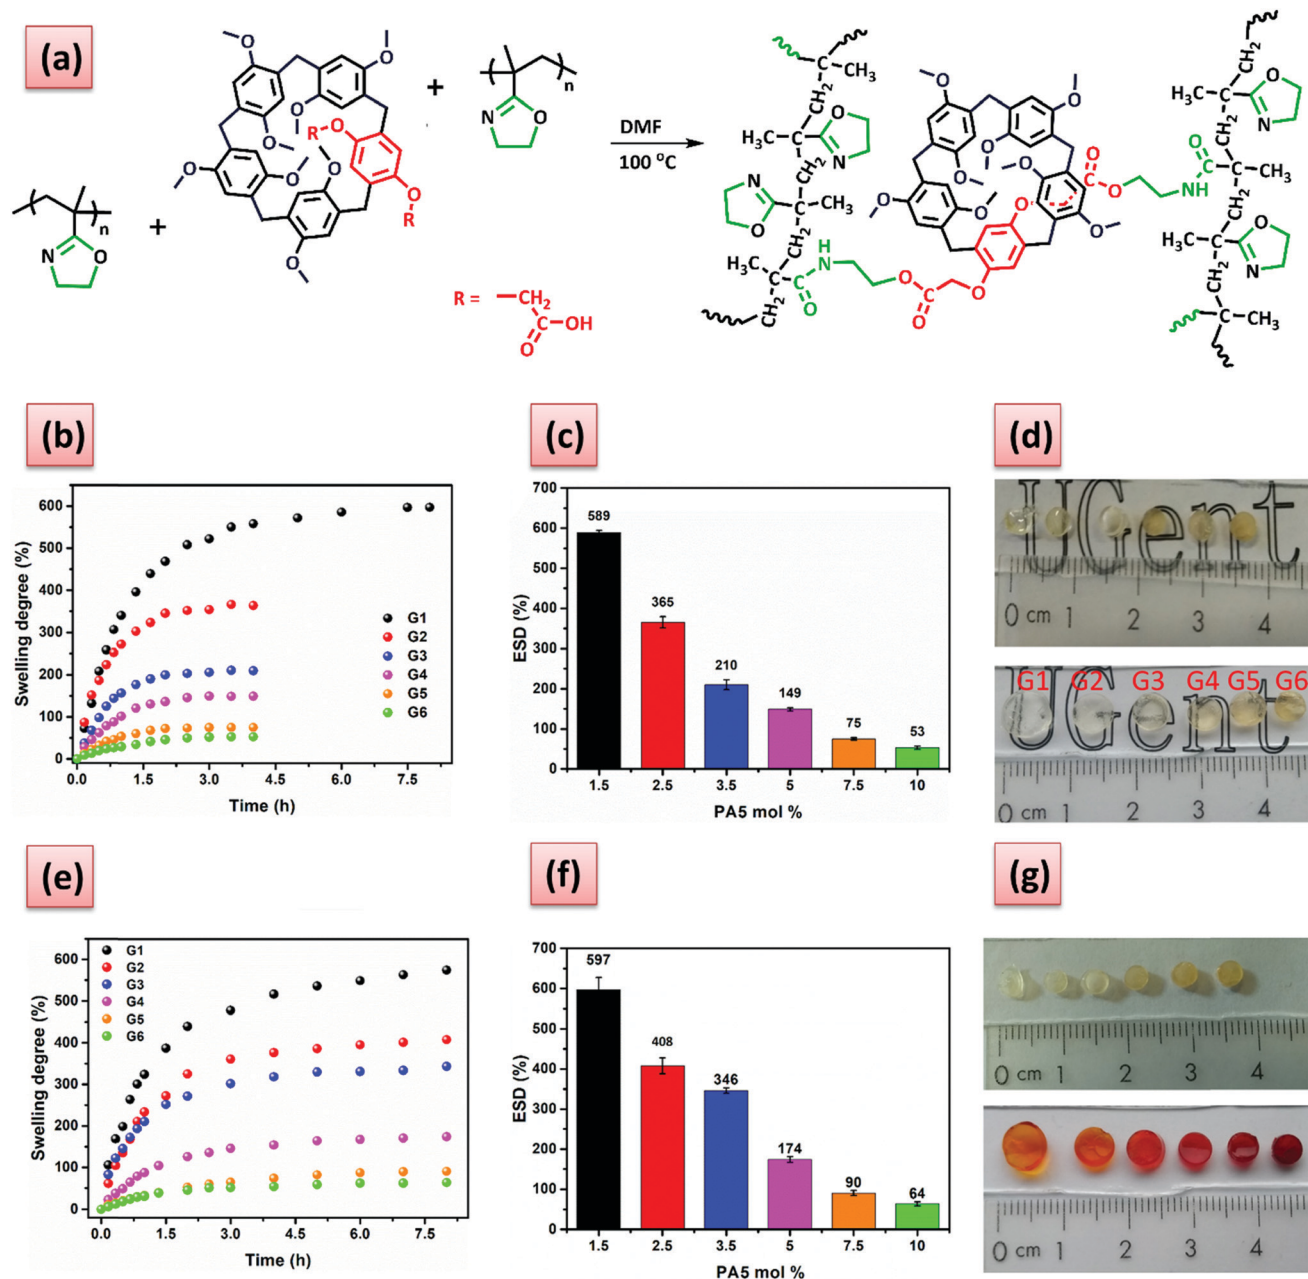 (a)
O
O
O
O
O
O
O
O
R
O
O
R
+
n
N
O
+
n
N
O
R = CH2
C OH
O
DMF
100 °C
C
CH3
CH2
H3C C
O
N
CH2
N
O
C
CH3
CH2
H3C C
C
O
H
N
O
O
O
CH2
O
O
O
O
O
O
O
O
O
O
C
O
O
NH
O
C
C
CH3
CH2
H3C C
O
N
CH2
CH2
H3C C
O
N
CH2
C CH3
(b)
Swelling degree (%)
600
500
400
300
200
100
0
0.0 1.5 3.0 4.5 6.0 7.5
Time (h)
G1
G2
G3
G4
G5
G6
(c)
ESD (%)
700
600
500
400
300
200
100
0
589
365
210
149
75
53
1.5 2.5 3.5 5 7.5 10
PA5 mol %
(d)
UGent
0 cm 1 2 3 4
G1 G2 G3 G4 G5 G6
UGent
0 cm 1 2 3 4
(e)
Swelling degree (%)
600
500
400
300
200
100
0
0.0 1.5 3.0 4.5 6.0 7.5
Time (h)
G1
G2
G3
G4
G5
G6
(f)
ESD (%)
700
600
500
400
300
200
100
0
597
408
346
174
90
64
1.5 2.5 3.5 5 7.5 10
PA5 mol %
(g)
0 cm 1 2 3 4
0 cm 1 2 3 4